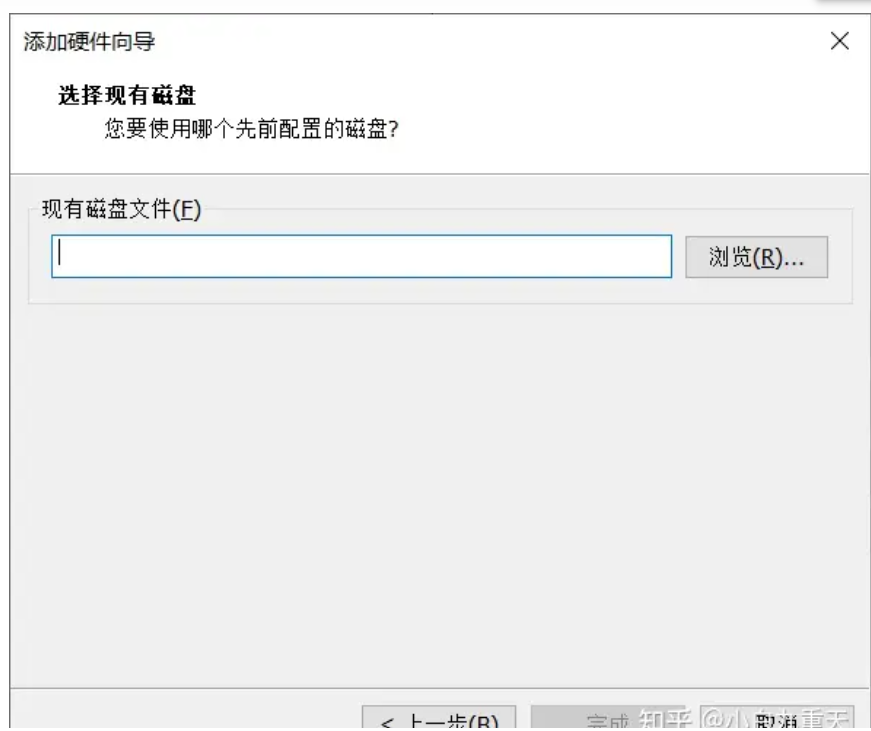 添加硬件向导
选择现有磁盘
您要使用哪个先前配置的磁盘?
现有磁盘文件(F)
浏览(R)...
< 上一步(B) 完成 取消
知乎 @小白九重天